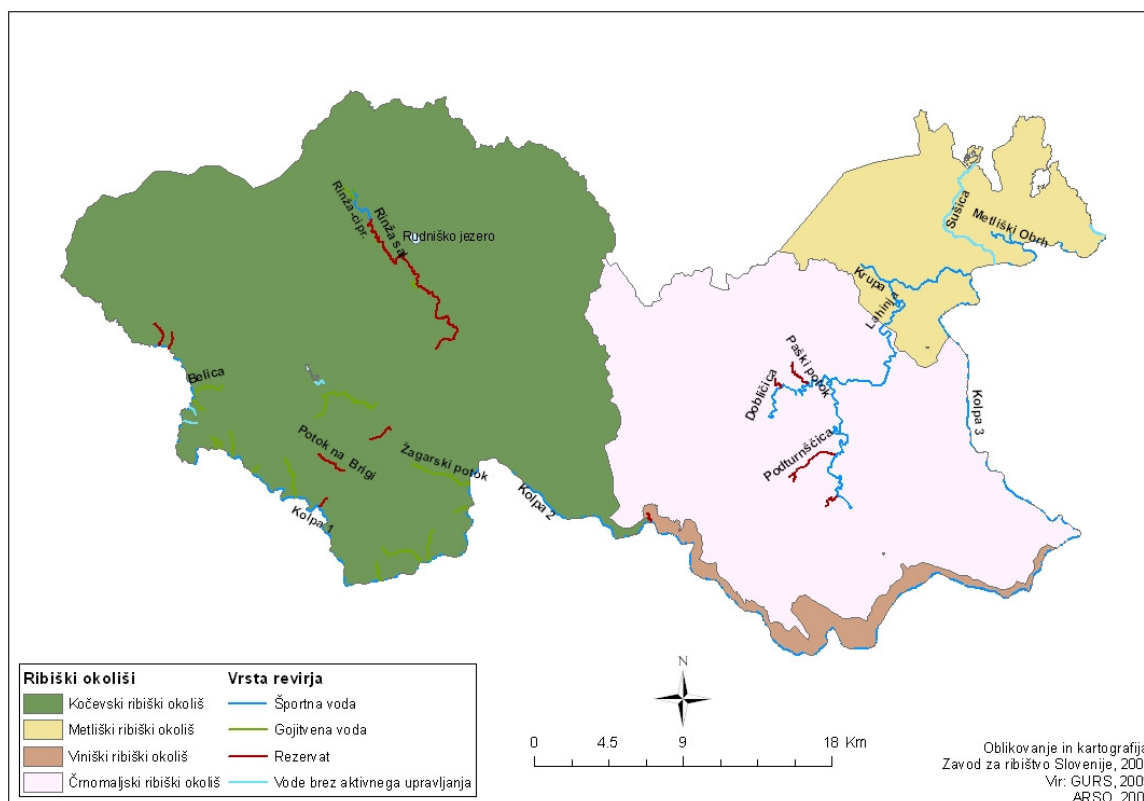 Rinža-cipr.
Rinža sal
Rudniško jezero
Sušica
Metliški Obrh
Krupa
Lahinja
Paški potok
Dobličica
Podturnščica
Kolpa 3
Belica
Potok na Brigi
Žagarski potok
Kolpa 1
Kolpa 2
Ribiški okoliši
Kočevski ribiški okoliš
Metliški ribiški okoliš
Viniški ribiški okoliš
Črnomaljski ribiški okoliš
Vrsta revirja
Športna voda
Gojitvena voda
Rezervat
Vode brez aktivnega upravljanja
N
0 4.5 9 18 Km
Oblikovanje in kartografija
Zavod za ribištvo Slovenije, 200
Vir: GURS, 200
ARSO, 200